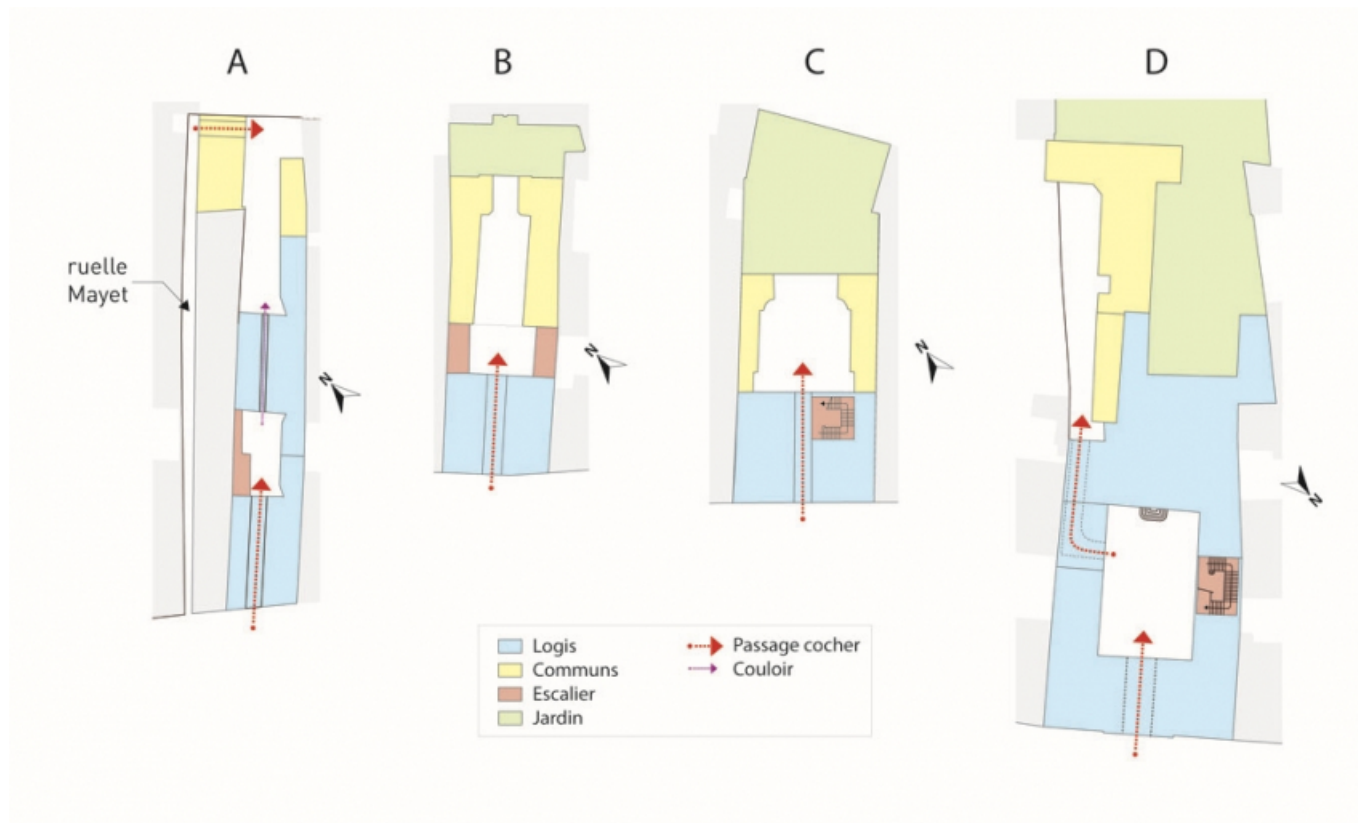 A
B
C
D
ruelle
Mayet
N
N
N
N
Logis
Communs
Escalier
Jardin
Passage cocher
Couloir